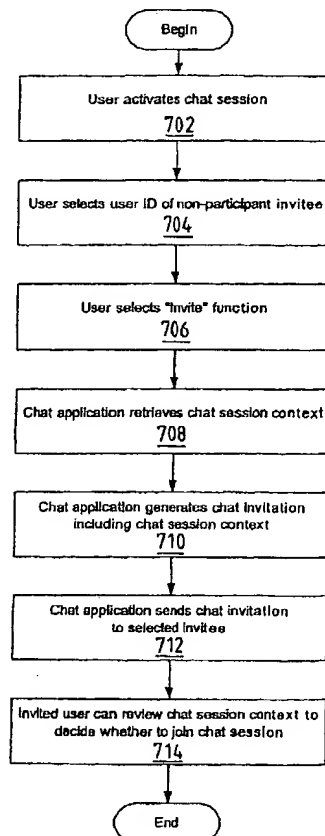 Begin
User activates chat session
702
User selects user ID of non-participant invitee
704
User selects "Invite" function
706
Chat application retrieves chat session context
708
Chat application generates chat invitation
including chat session context
710
Chat application sends chat invitation
to selected invitee
712
Invited user can review chat session context to
decide whether to join chat session
714
End